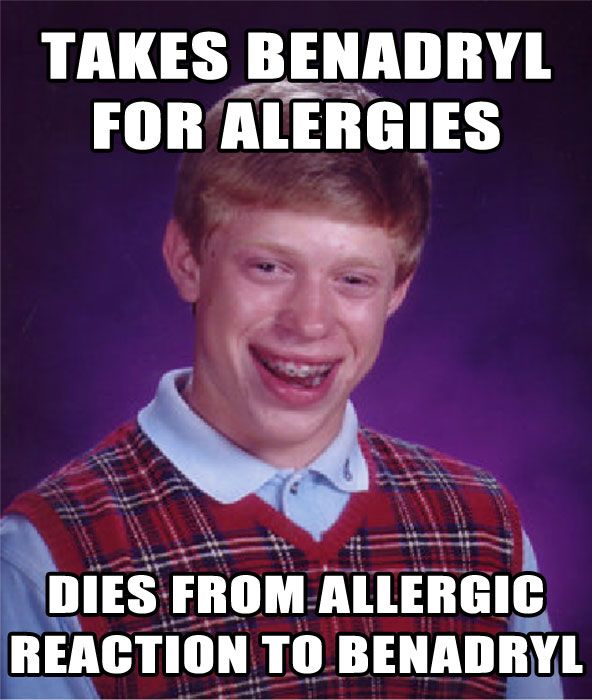 TAKES BENADRYL
FOR ALERGIES
DIES FROM ALLERGIC
REACTION TO BENADRYL